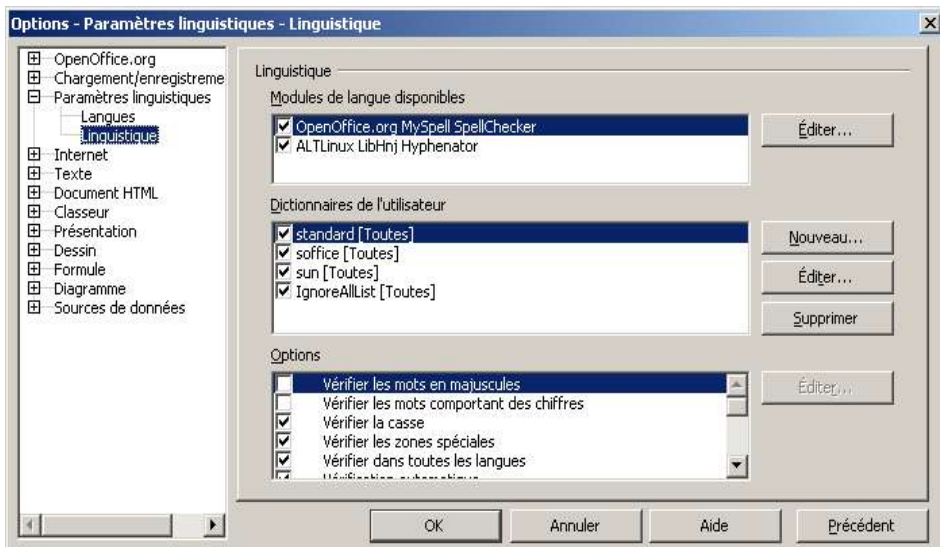 Options - Paramètres linguistiques - Linguistique
OpenOffice.org
Chargement/enregistreme
Paramètres linguistiques
Langues
Linguistique
Internet
Texte
Document HTML
Classeur
Présentation
Dessin
Formule
Diagramme
Sources de données
Linguistique
Modules de langue disponibles
OpenOffice.org MySpell SpellChecker
ALTLinux LibHnj Hyphenator
Éditer...
Dictionnaires de l'utilisateur
standard [Toutes]
soffice [Toutes]
sun [Toutes]
IgnoreAllList [Toutes]
Nouveau...
Éditer...
Supprimer
Options
Vérifier les mots en majuscules
Vérifier les mots comportant des chiffres
Vérifier la casse
Vérifier les zones spéciales
Vérifier dans toutes les langues
Vérification automatique
Éditer...
OK
Annuler
Aide
Précédent